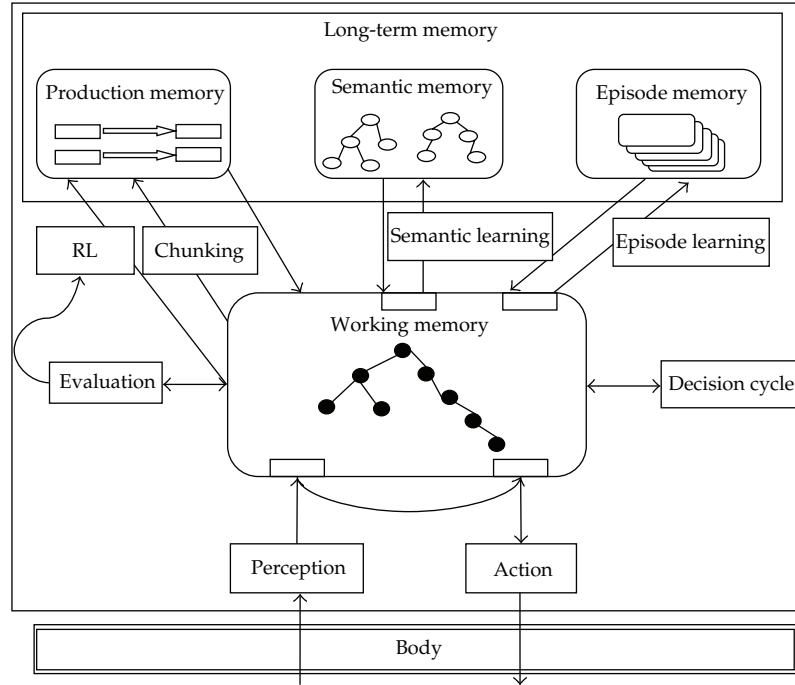 Long-term memory
Production memory
Semantic memory
Episode memory
RL
Chunking
Semantic learning
Episode learning
Working memory
Evaluation
Decision cycle
Perception
Action
Body